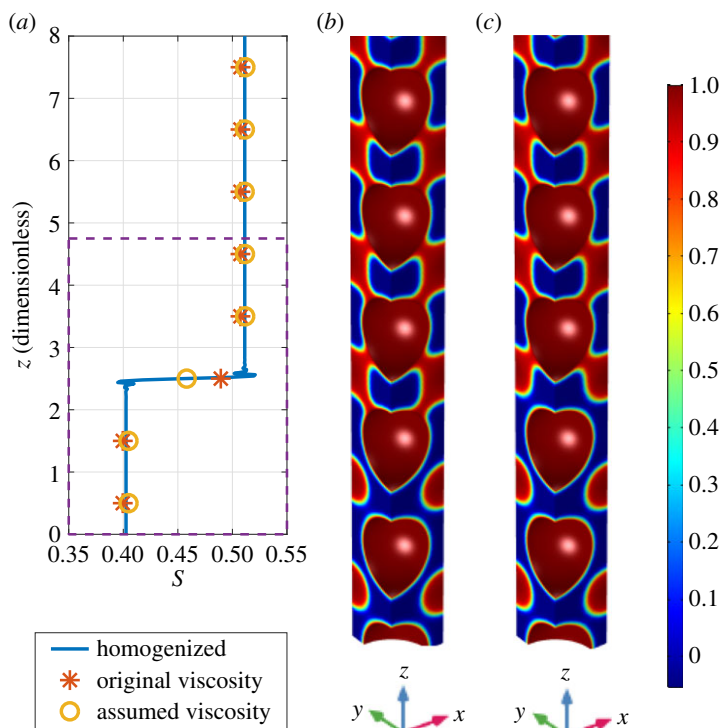 (a)
(b)
(c)
8
7
6
5
4
3
2
1
0
z (dimensionless)
0.35
0.40
0.45
0.50
0.55
S
homogenized
original viscosity
assumed viscosity
z
y
x
z
y
x
1.0
0.9
0.8
0.7
0.6
0.5
0.4
0.3
0.2
0.1
0